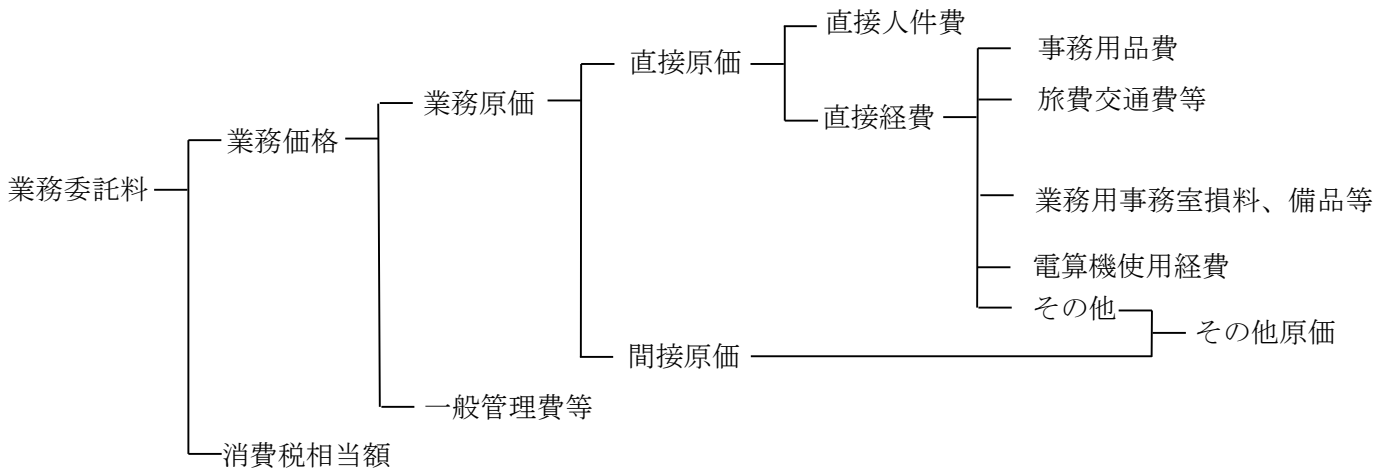 直接人件費
事務用品費
直接原価
旅費交通費等
業務原価
直接経費
業務価格
業務委託料
業務用事務室損料、備品等
電算機使用経費
その他
その他原価
間接原価
一般管理費等
消費税相当額